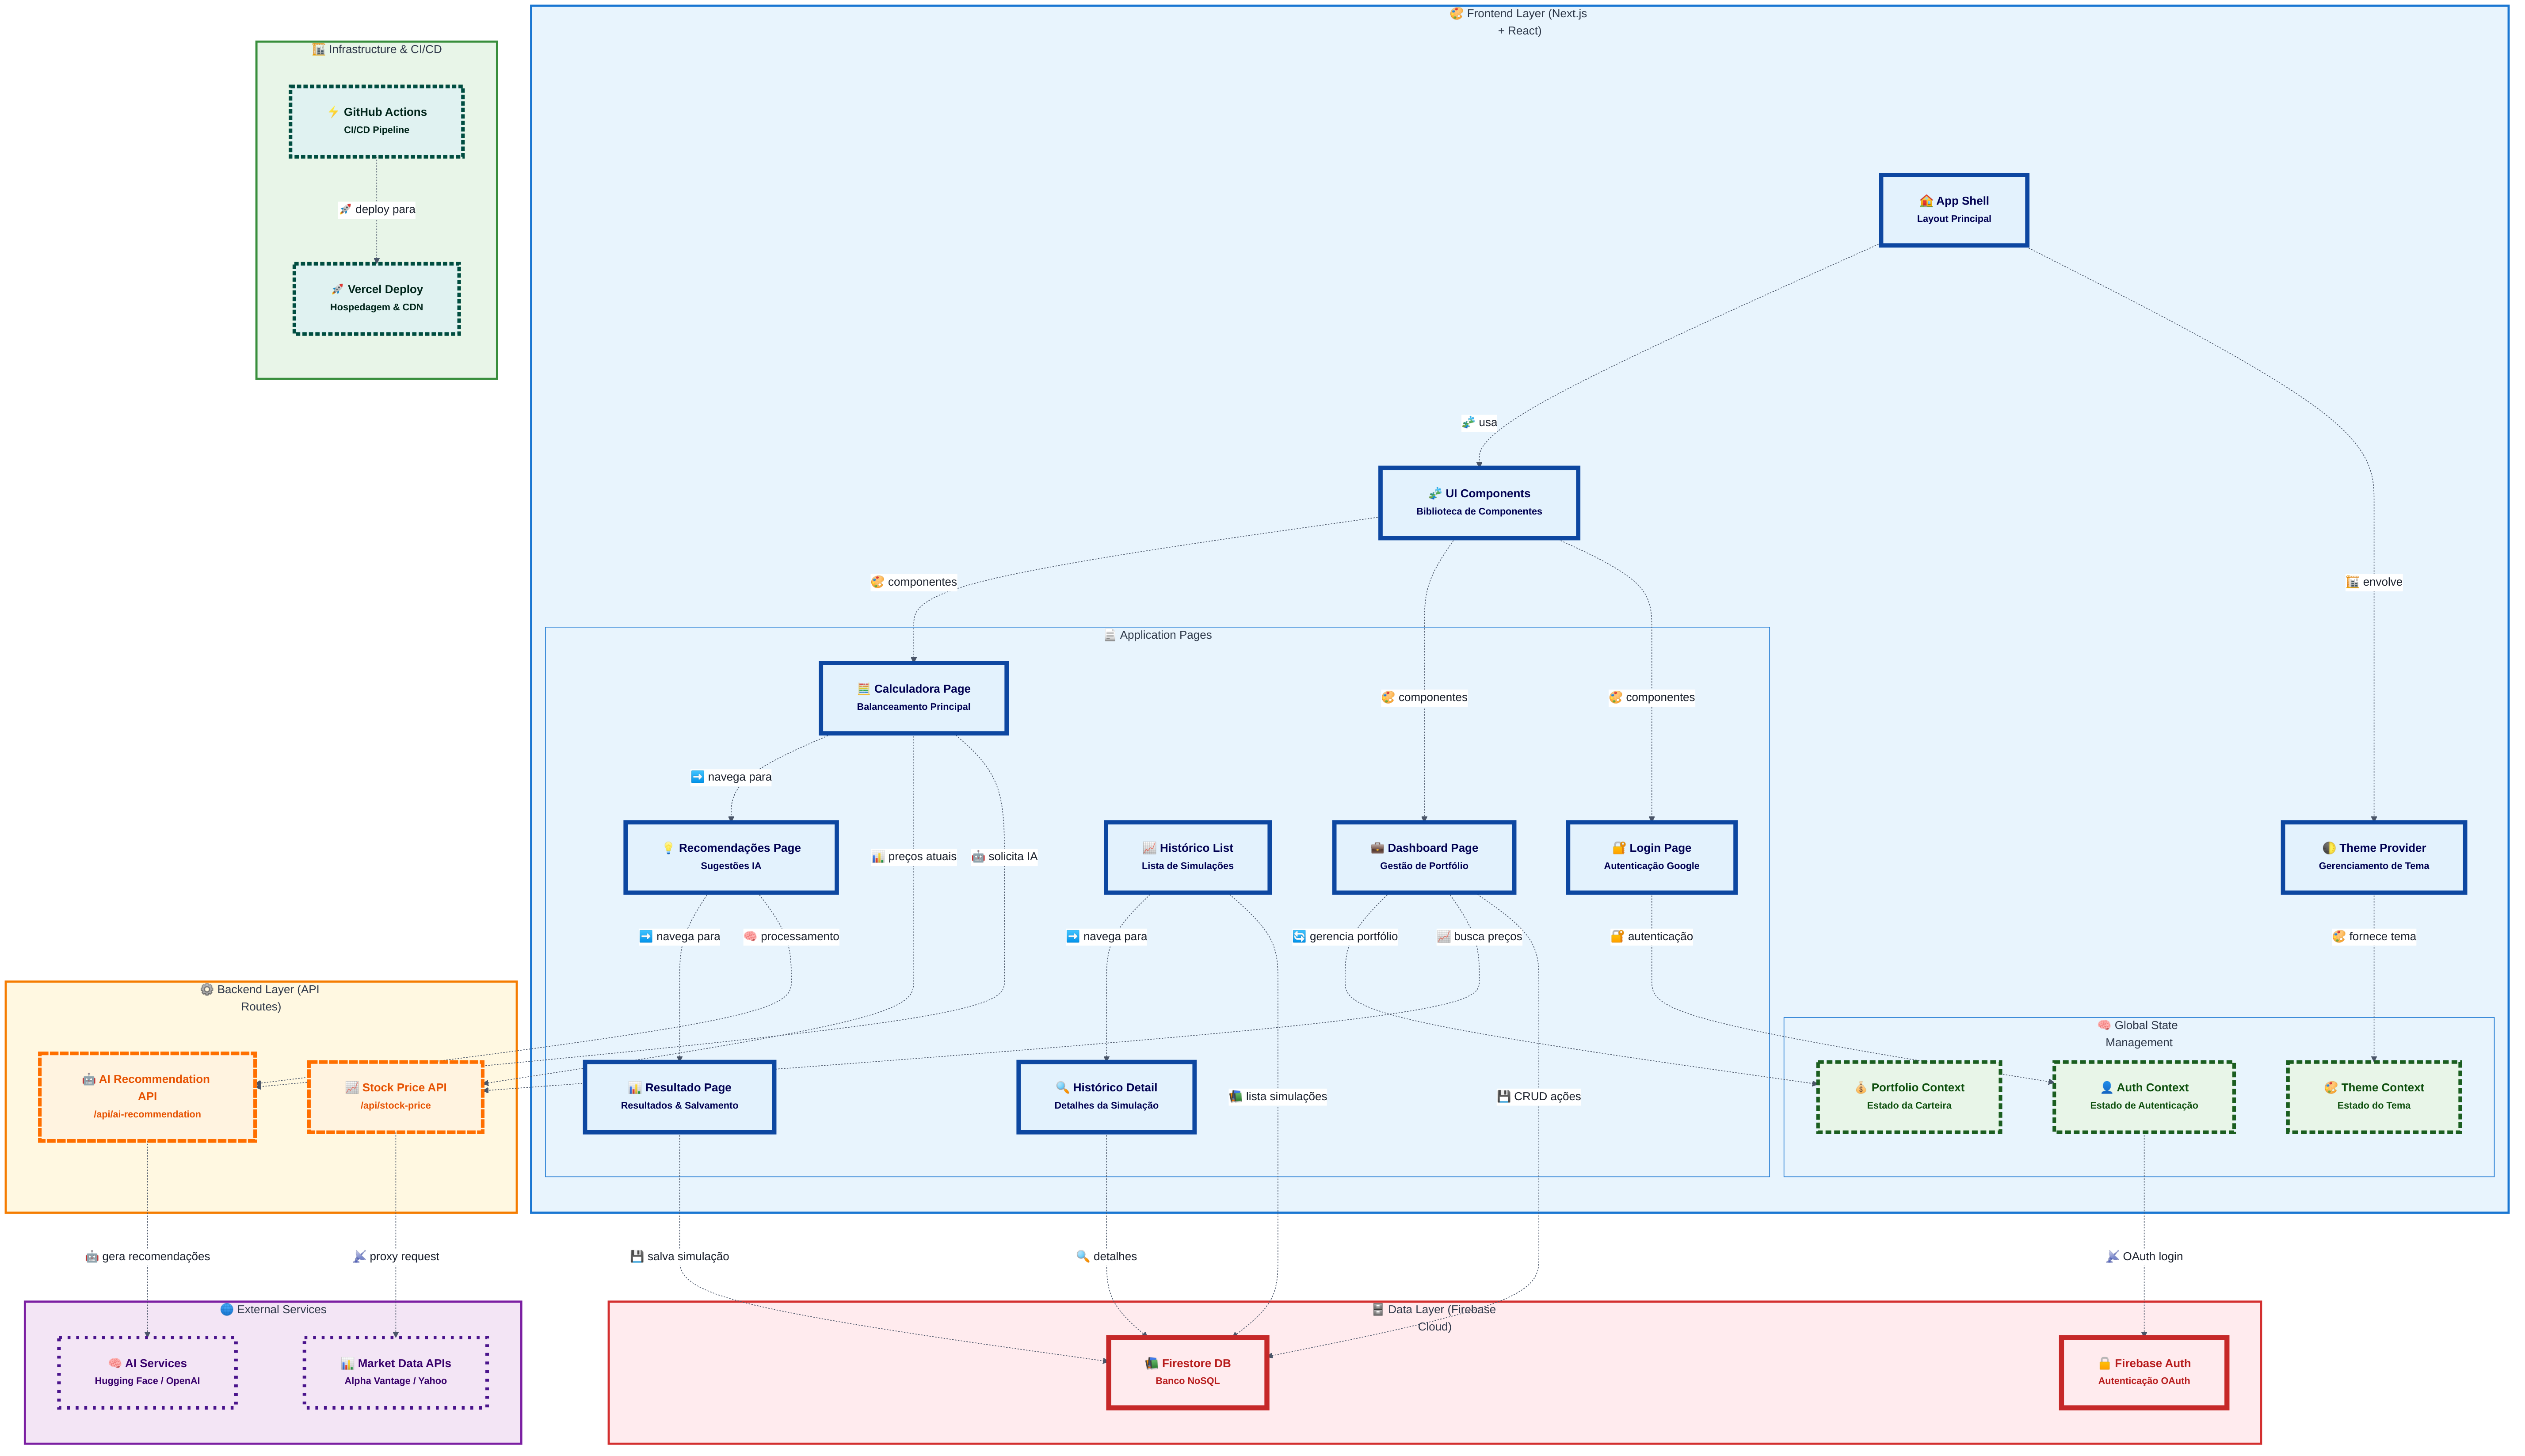 🎨 Frontend Layer (Next.js
+ React)
🏗️ Infrastructure & CI/CD
⚡ GitHub Actions
CI/CD Pipeline
🚀 deploy para
🚀 Vercel Deploy
Hospedagem & CDN
🏠 App Shell
Layout Principal
🧩 usa
🧩 UI Components
Biblioteca de Componentes
🎨 componentes
🏗️ envolve
📄 Application Pages
🧮 Calculadora Page
Balanceamento Principal
🎨 componentes
🎨 componentes
➡️ navega para
💡 Recomendações Page
Sugestões IA
📊 preços atuais
🤖 solicita IA
📈 Histórico List
Lista de Simulações
💼 Dashboard Page
Gestão de Portfólio
🔐 Login Page
Autenticação Google
🌓 Theme Provider
Gerenciamento de Tema
➡️ navega para
🧠 processamento
➡️ navega para
🔄 gerencia portfólio
📈 busca preços
🔐 autenticação
🎨 fornece tema
⚙️ Backend Layer (API
Routes)
🧠 Global State
Management
🤖 AI Recommendation
API
/api/ai-recommendation
📈 Stock Price API
/api/stock-price
📊 Resultado Page
Resultados & Salvamento
🔍 Histórico Detail
Detalhes da Simulação
📚 lista simulações
💾 CRUD ações
💰 Portfolio Context
Estado da Carteira
👤 Auth Context
Estado de Autenticação
🎨 Theme Context
Estado do Tema
🤖 gera recomendações
📡 proxy request
💾 salva simulação
🔍 detalhes
📡 OAuth login
🌐 External Services
🗄️ Data Layer (Firebase
Cloud)
🧠 AI Services
Hugging Face / OpenAI
📊 Market Data APIs
Alpha Vantage / Yahoo
📚 Firestore DB
Banco NoSQL
🔒 Firebase Auth
Autenticação OAuth